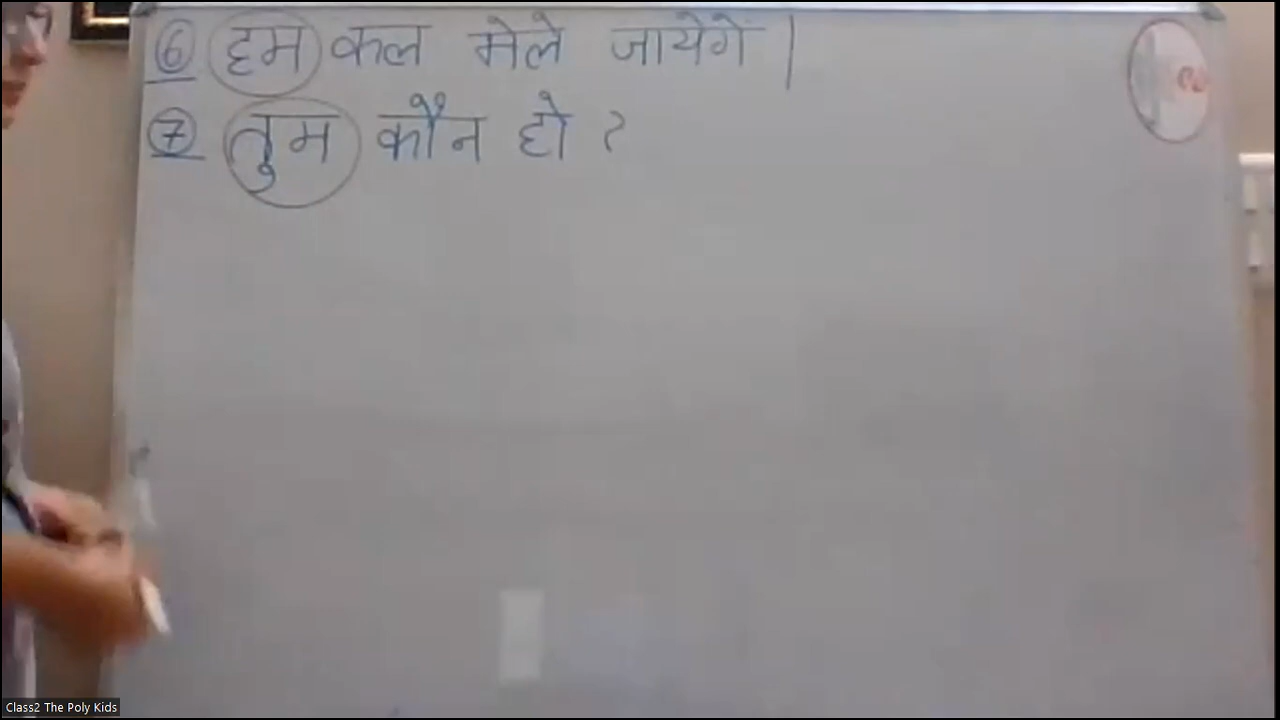 6 हम कल मेले जायेगें |
7 तुम कौन हो ?
Class2 The Poly Kids